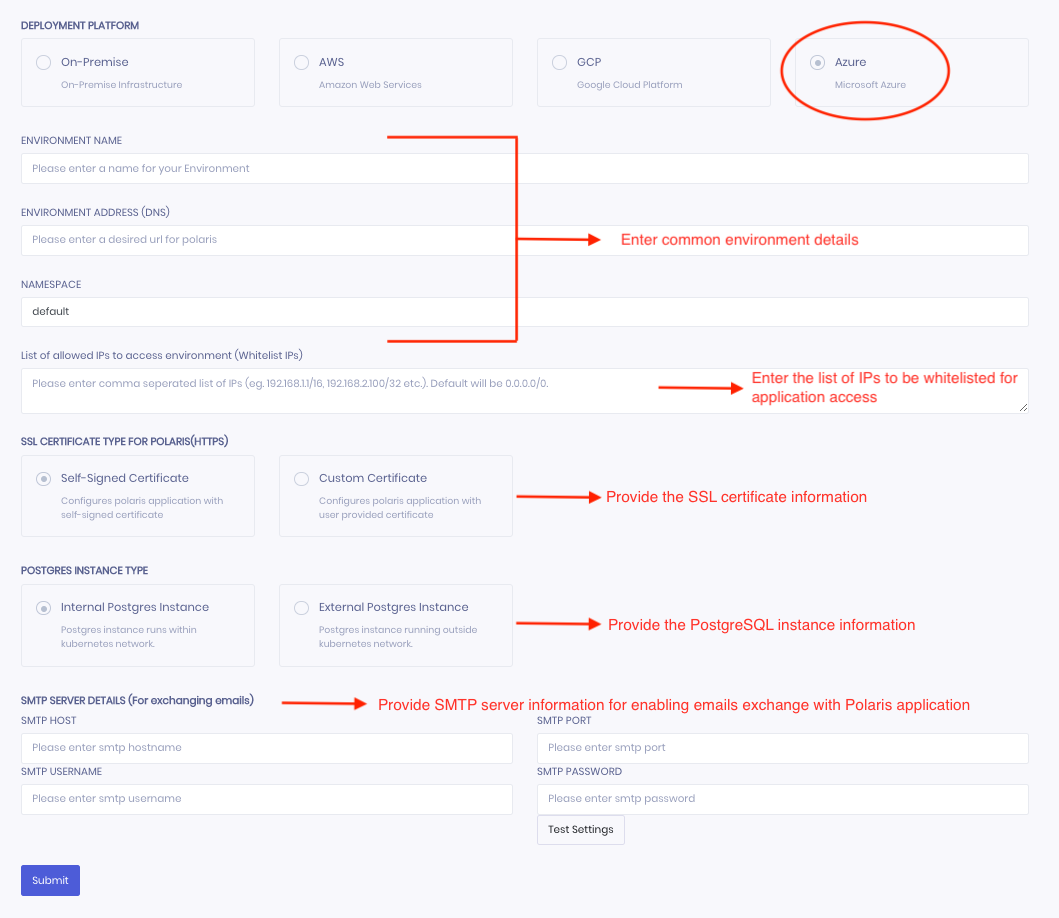 DEPLOYMENT PLATFORM
On-Premise
On-Premise Infrastructure
AWS
Amazon Web Services
GCP
Google Cloud Platform
Azure
Microsoft Azure
ENVIRONMENT NAME
Please enter a name for your Environment
ENVIRONMENT ADDRESS (DNS)
Please enter a desired url for polaris
Enter common environment details
NAMESPACE
default
List of allowed IPs to access environment (Whitelist IPs)
Please enter comma seperated list of IPs (eg. 192.168.1.1/16, 192.168.2.100/32 etc.). Default will be 0.0.0.0/0.
Enter the list of IPs to be whitelisted for
application access
SSL CERTIFICATE TYPE FOR POLARIS(HTTPS)
Self-Signed Certificate
Configures polaris application with
self-signed certificate
Custom Certificate
Configures polaris application with
user provided certificate
Provide the SSL certificate information
POSTGRES INSTANCE TYPE
Internal Postgres Instance
Postgres instance runs within
kubernetes network.
External Postgres Instance
Postgres instance running outside
kubernetes network.
Provide the PostgreSQL instance information
SMTP SERVER DETAILS (For exchanging emails)
Provide SMTP server information for enabling emails exchange with Polaris application
SMTP HOST
Please enter smtp hostname
SMTP PORT
Please enter smtp port
SMTP USERNAME
Please enter smtp username
SMTP PASSWORD
Please enter smtp password
Test Settings
Submit